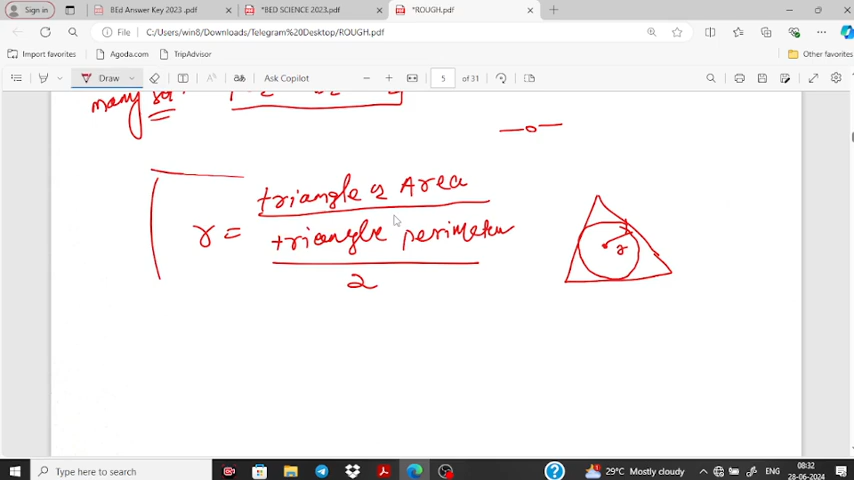 Sign in
BEd Answer Key 2023 .pdf
*BED SCIENCE 2023.pdf
*ROUGH.pdf
File
C:/Users/win8/Downloads/Telegram%20Desktop/ROUGH.pdf
Import favorites
Agoda.com
TripAdvisor
Other favorites
Draw
Ask Copilot
5 of 31
many
triangle Area
r =
triangle perimeter
2
r
Type here to search
29°C Mostly cloudy
ENG
08:32
28-06-2024